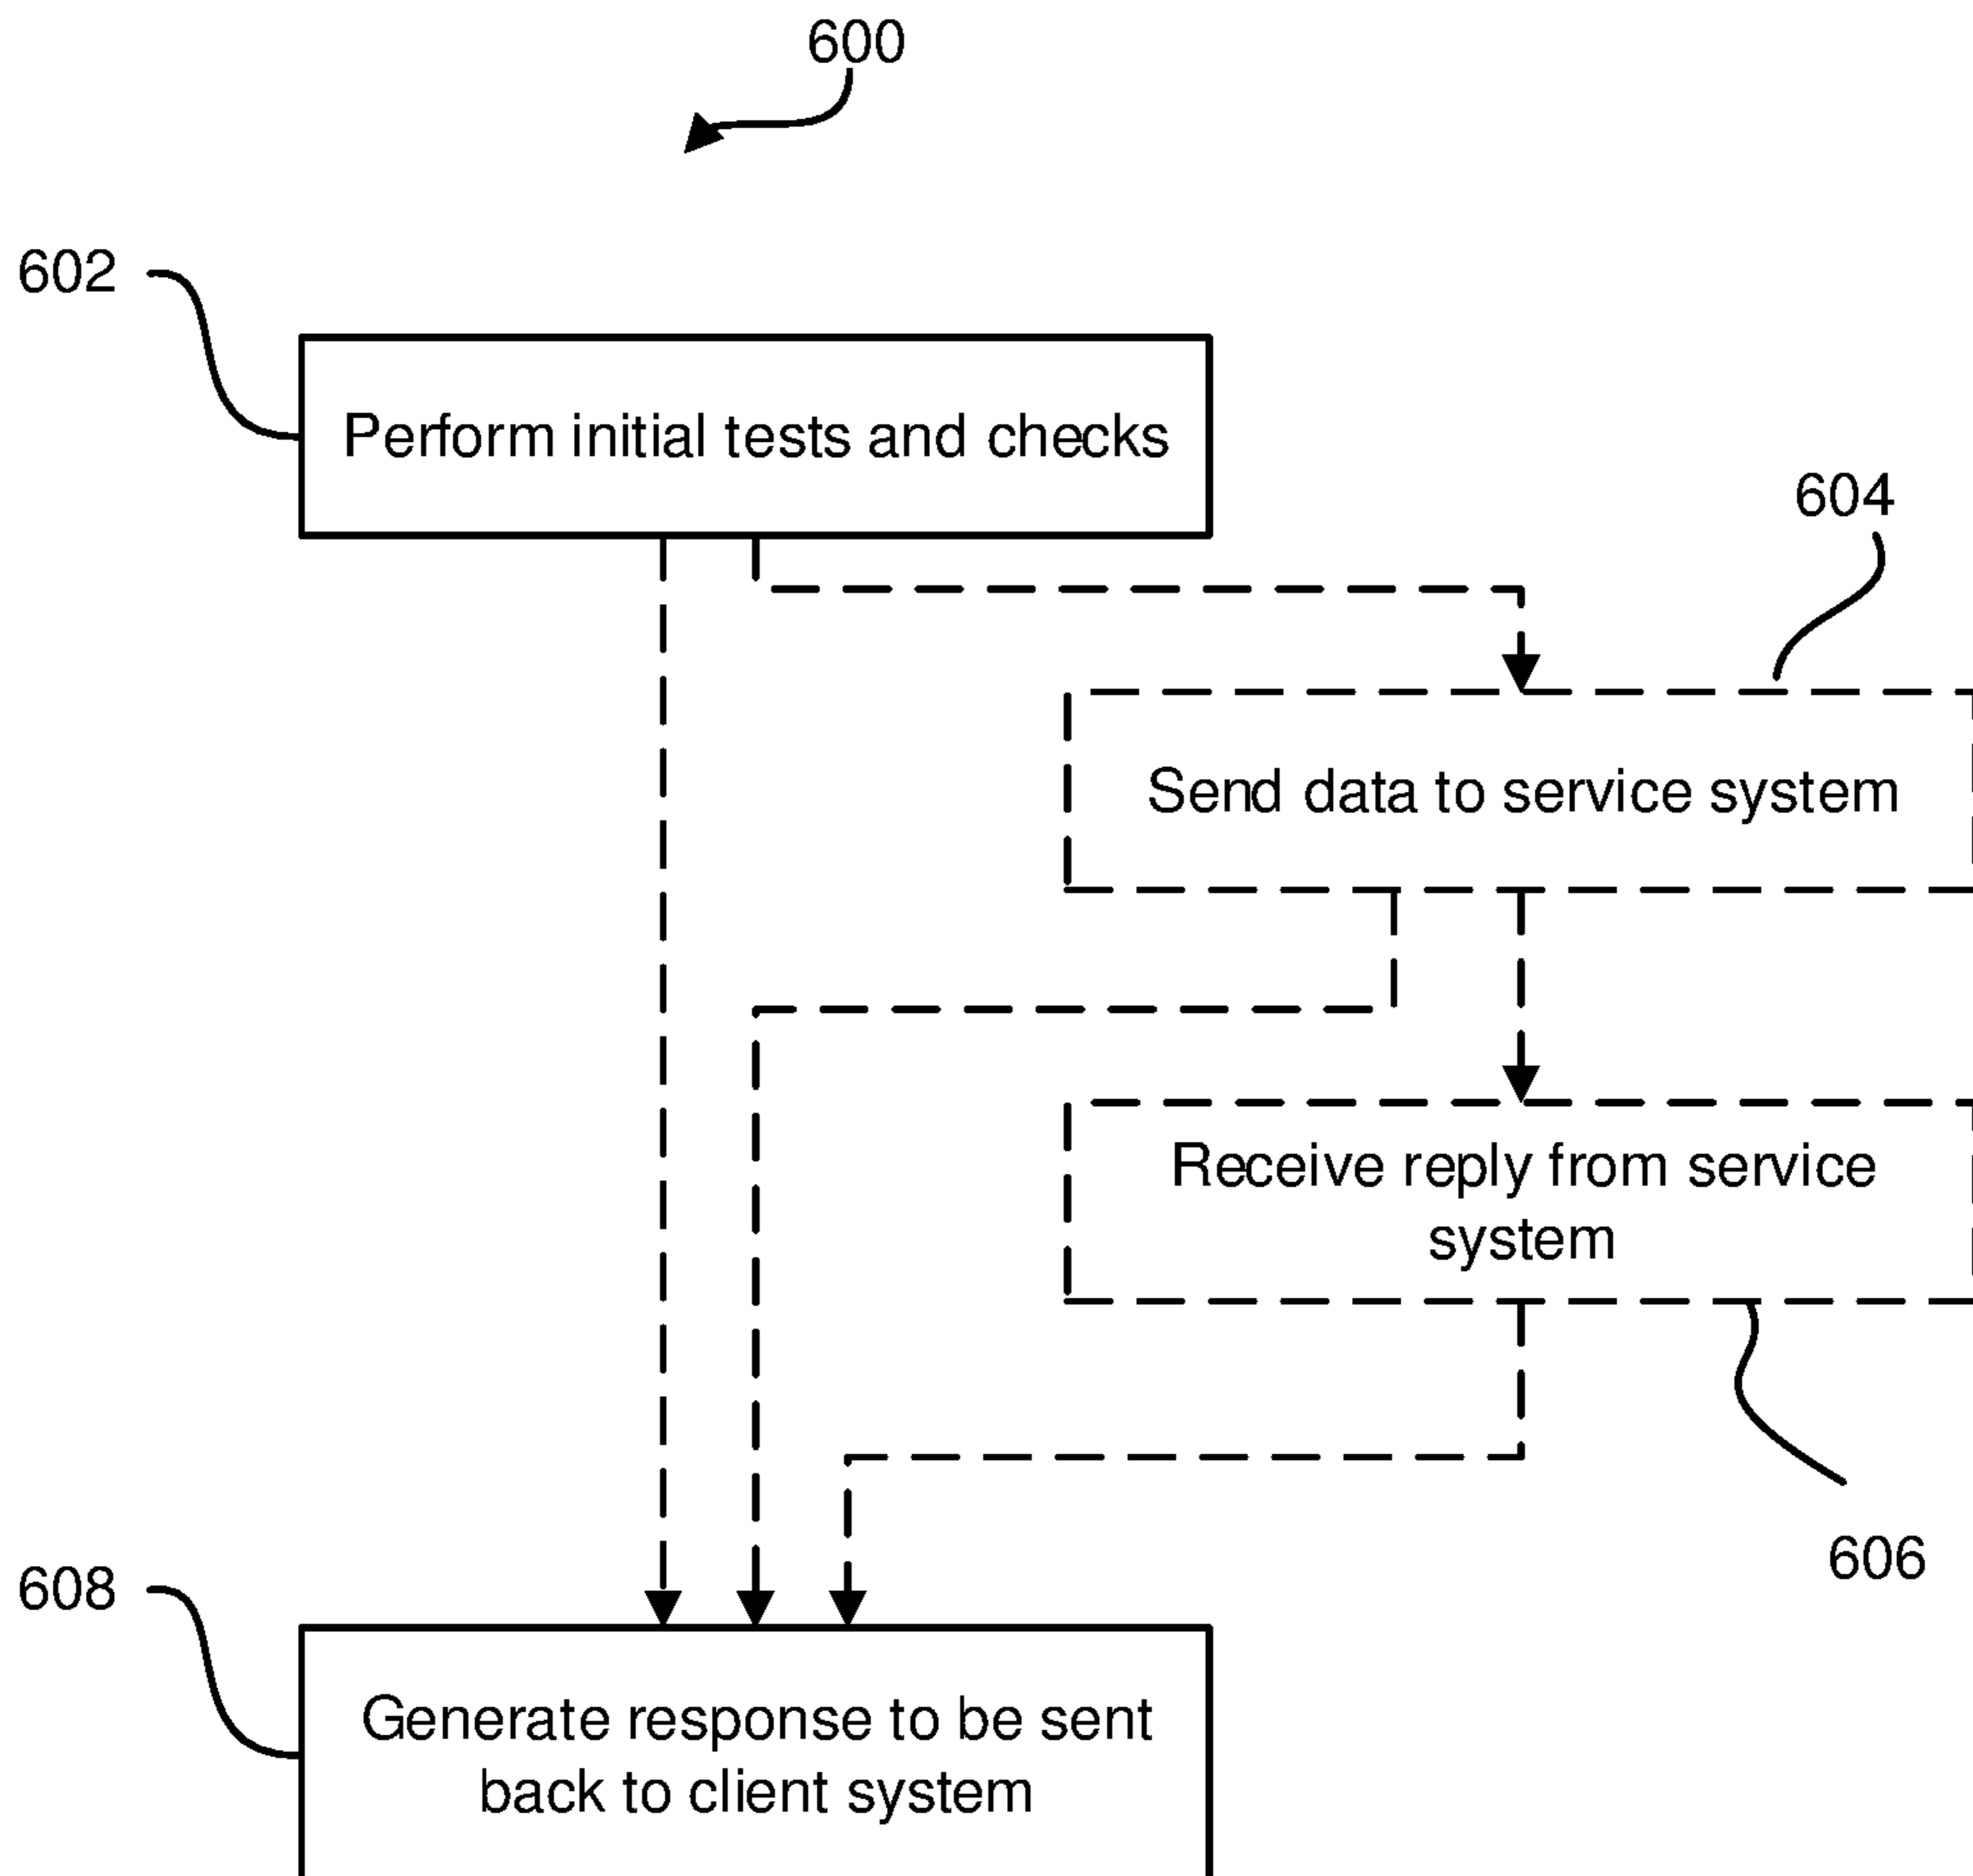 600
602
Perform initial tests and checks
604
Send data to service system
Receive reply from service
system
606
608
Generate response to be sent
back to client system